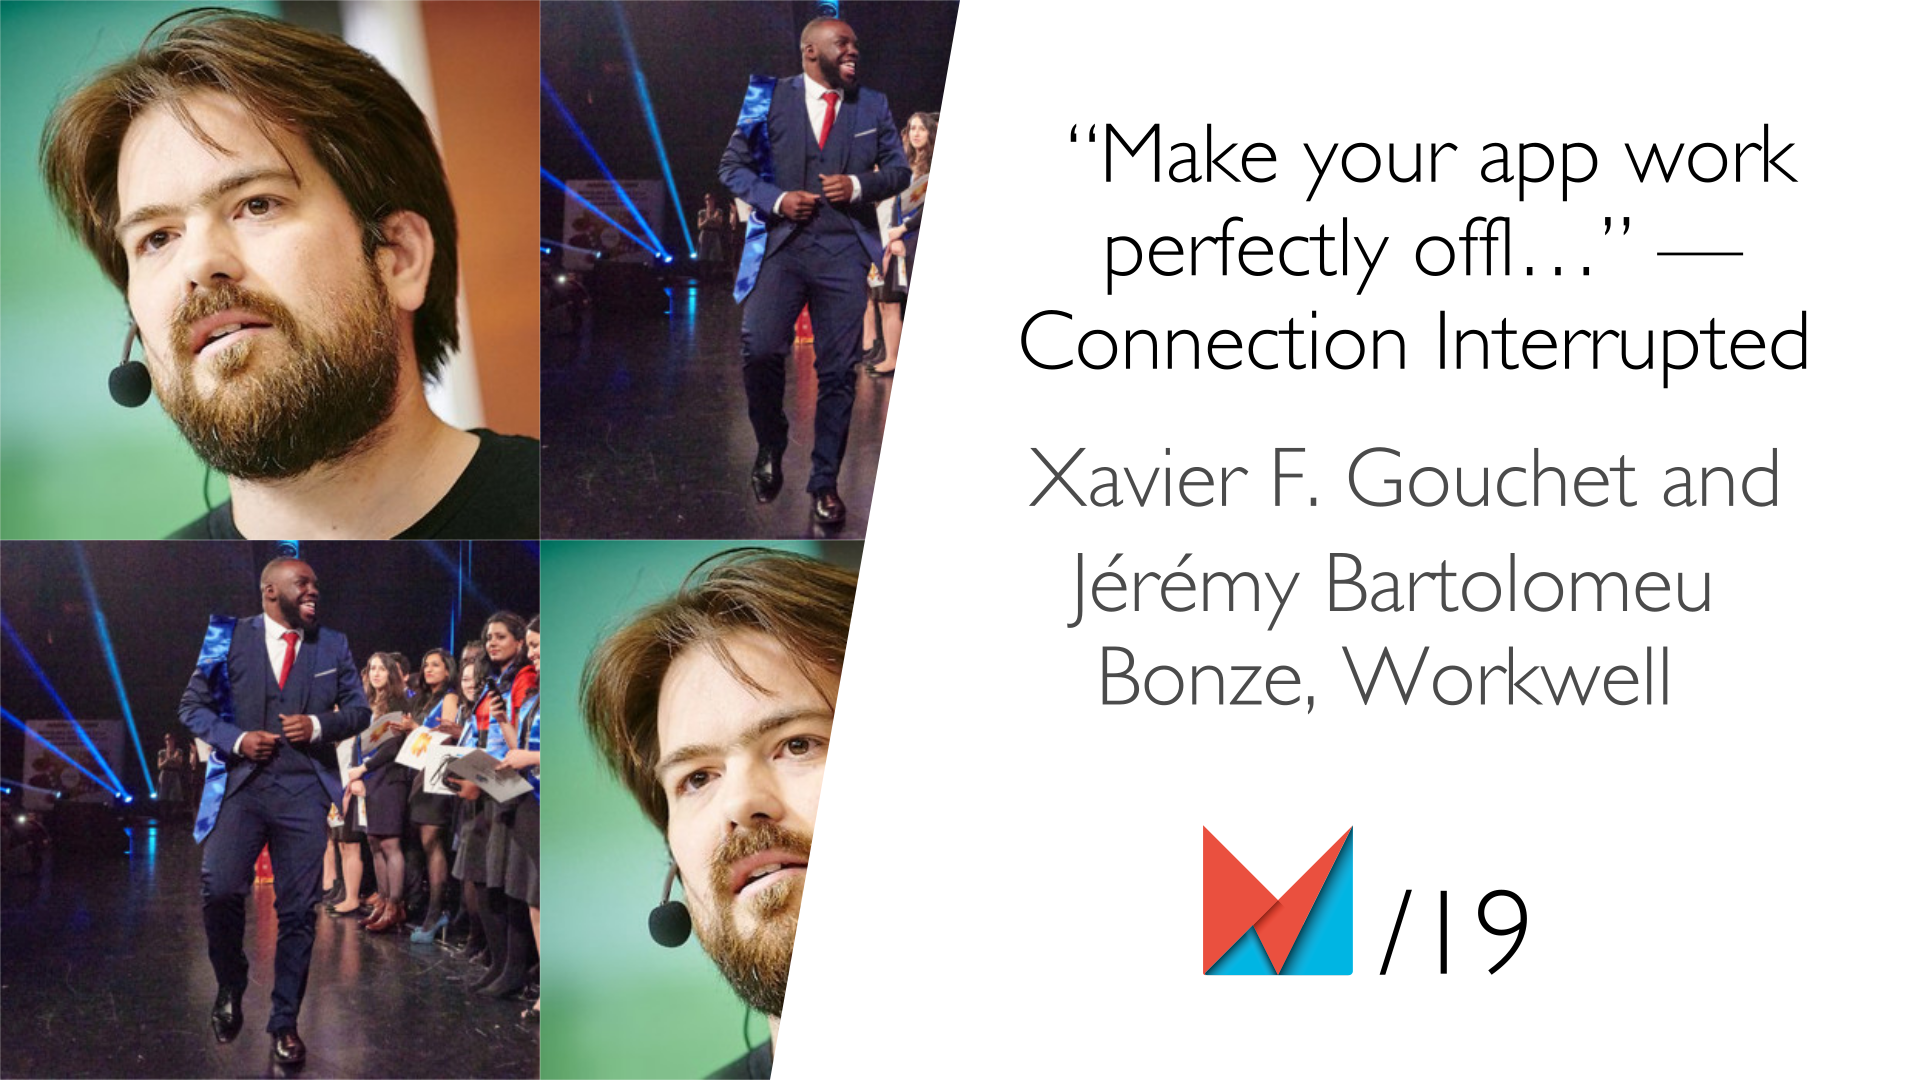 “Make your app work
perfectly offl…” —
Connection Interrupted
Xavier F. Gouchet and
Jérémy Bartolomeu
Bonze, Workwell
/19